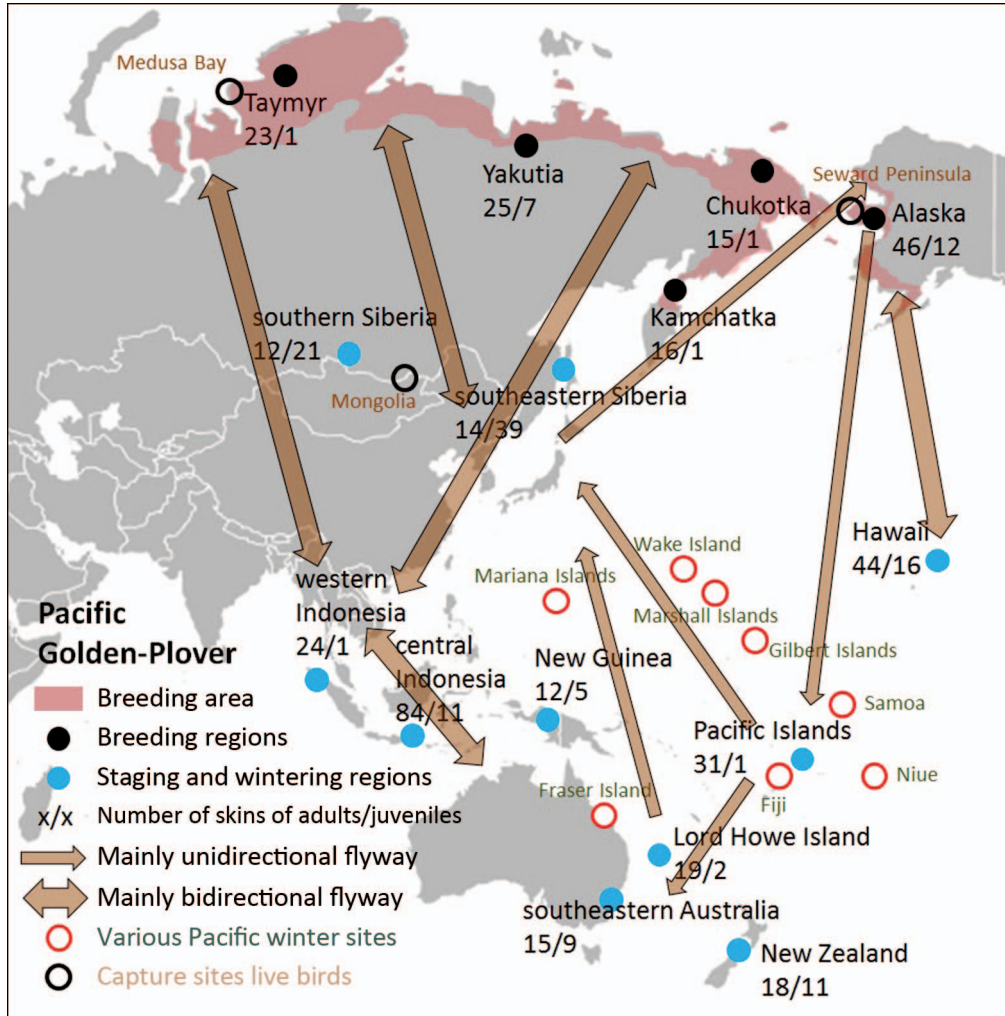 Medusa Bay
Taymyr
23/1
Yakutia
25/7
Chukotka
15/1
Seward Peninsula
Alaska
46/12
southern Siberia
12/21
Mongolia
Kamchatka
16/1
southeastern Siberia
14/39
Hawaii
44/16
western
Indonesia
24/1
central
Indonesia
84/11
Mariana Islands
Wake Island
Marshall Islands
Gilbert Islands
New Guinea
12/5
Samoa
Pacific Islands
31/1
Niue
Fiji
Fraser Island
Lord Howe Island
19/2
southeastern Australia
15/9
New Zealand
18/11
Pacific
Golden-Plover
Breeding area
Breeding regions
Staging and wintering regions
x/x Number of skins of adults/juveniles
Mainly unidirectional flyway
Mainly bidirectional flyway
Various Pacific winter sites
Capture sites live birds